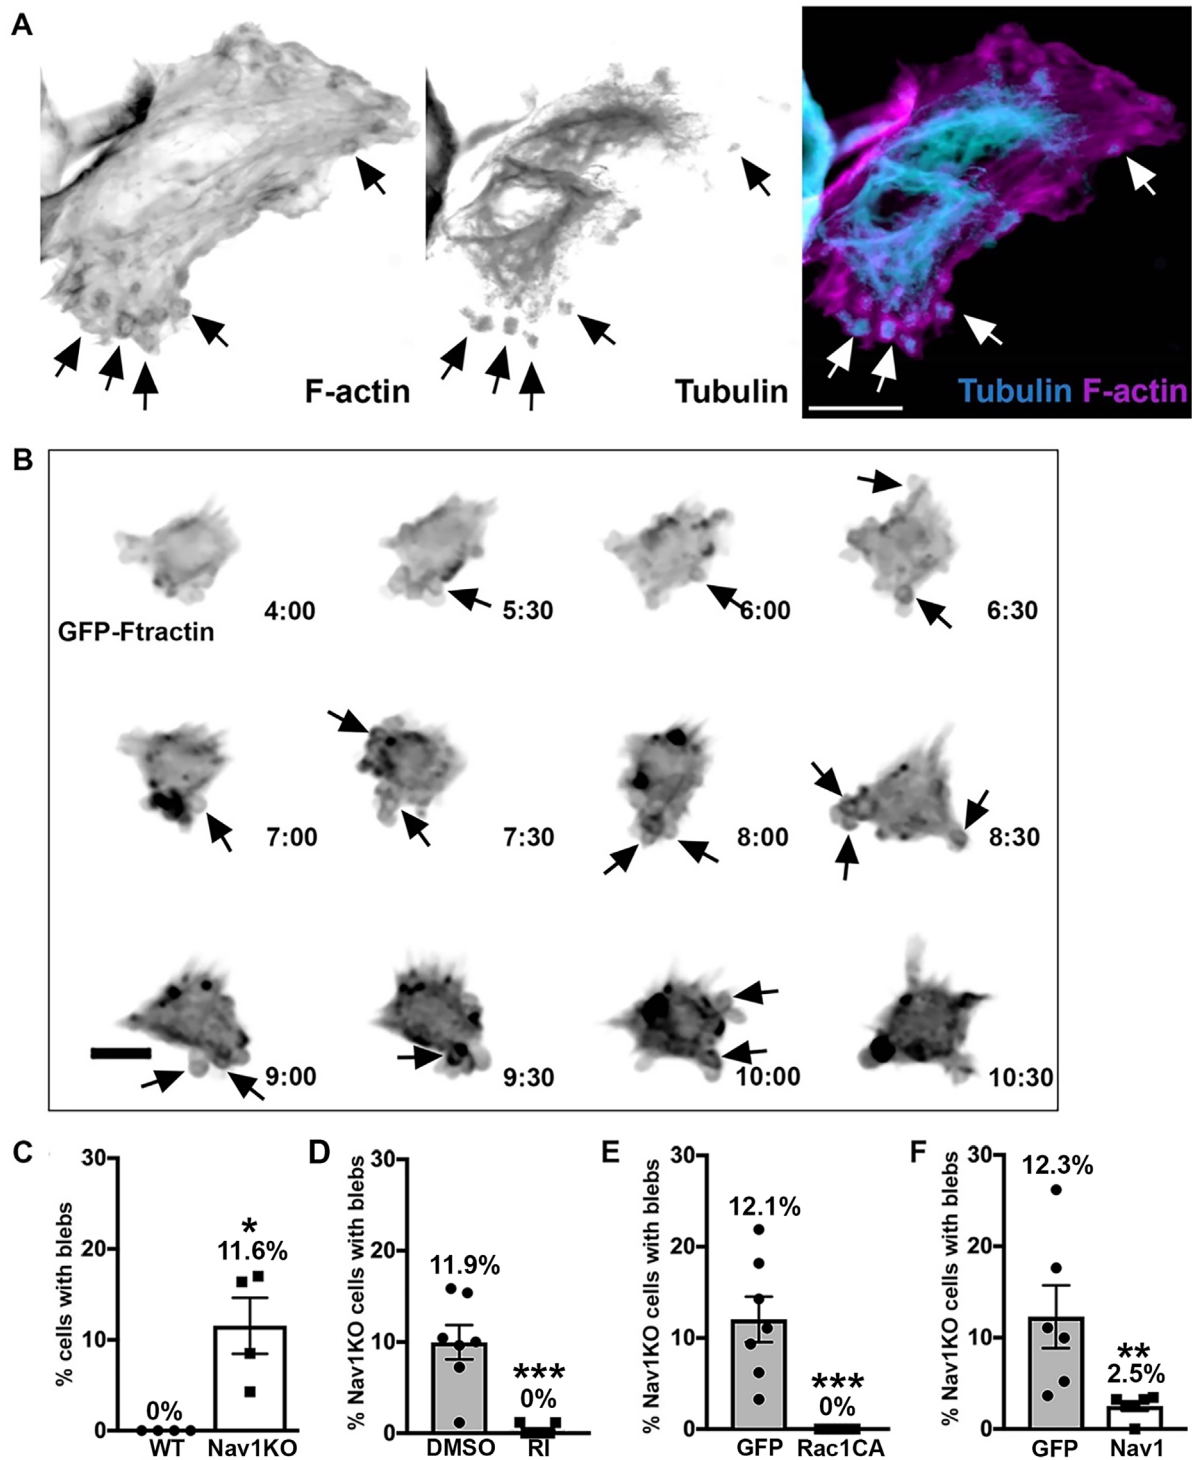 A
F-actin
Tubulin
Tubulin F-actin
B
GFP-Ftractin
4:00
5:30
6:00
6:30
7:00
7:30
8:00
8:30
9:00
9:30
10:00
10:30
C
% cells with blebs
30
20
10
0
0%
*
11.6%
WT
Nav1KO
D
% Nav1KO cells with blebs
30
20
10
0
11.9%
***
0%
DMSO
RI
E
% Nav1KO cells with blebs
30
20
10
0
12.1%
***
0%
GFP
Rac1CA
F
% Nav1KO cells with blebs
30
20
10
0
12.3%
**
2.5%
GFP
Nav1